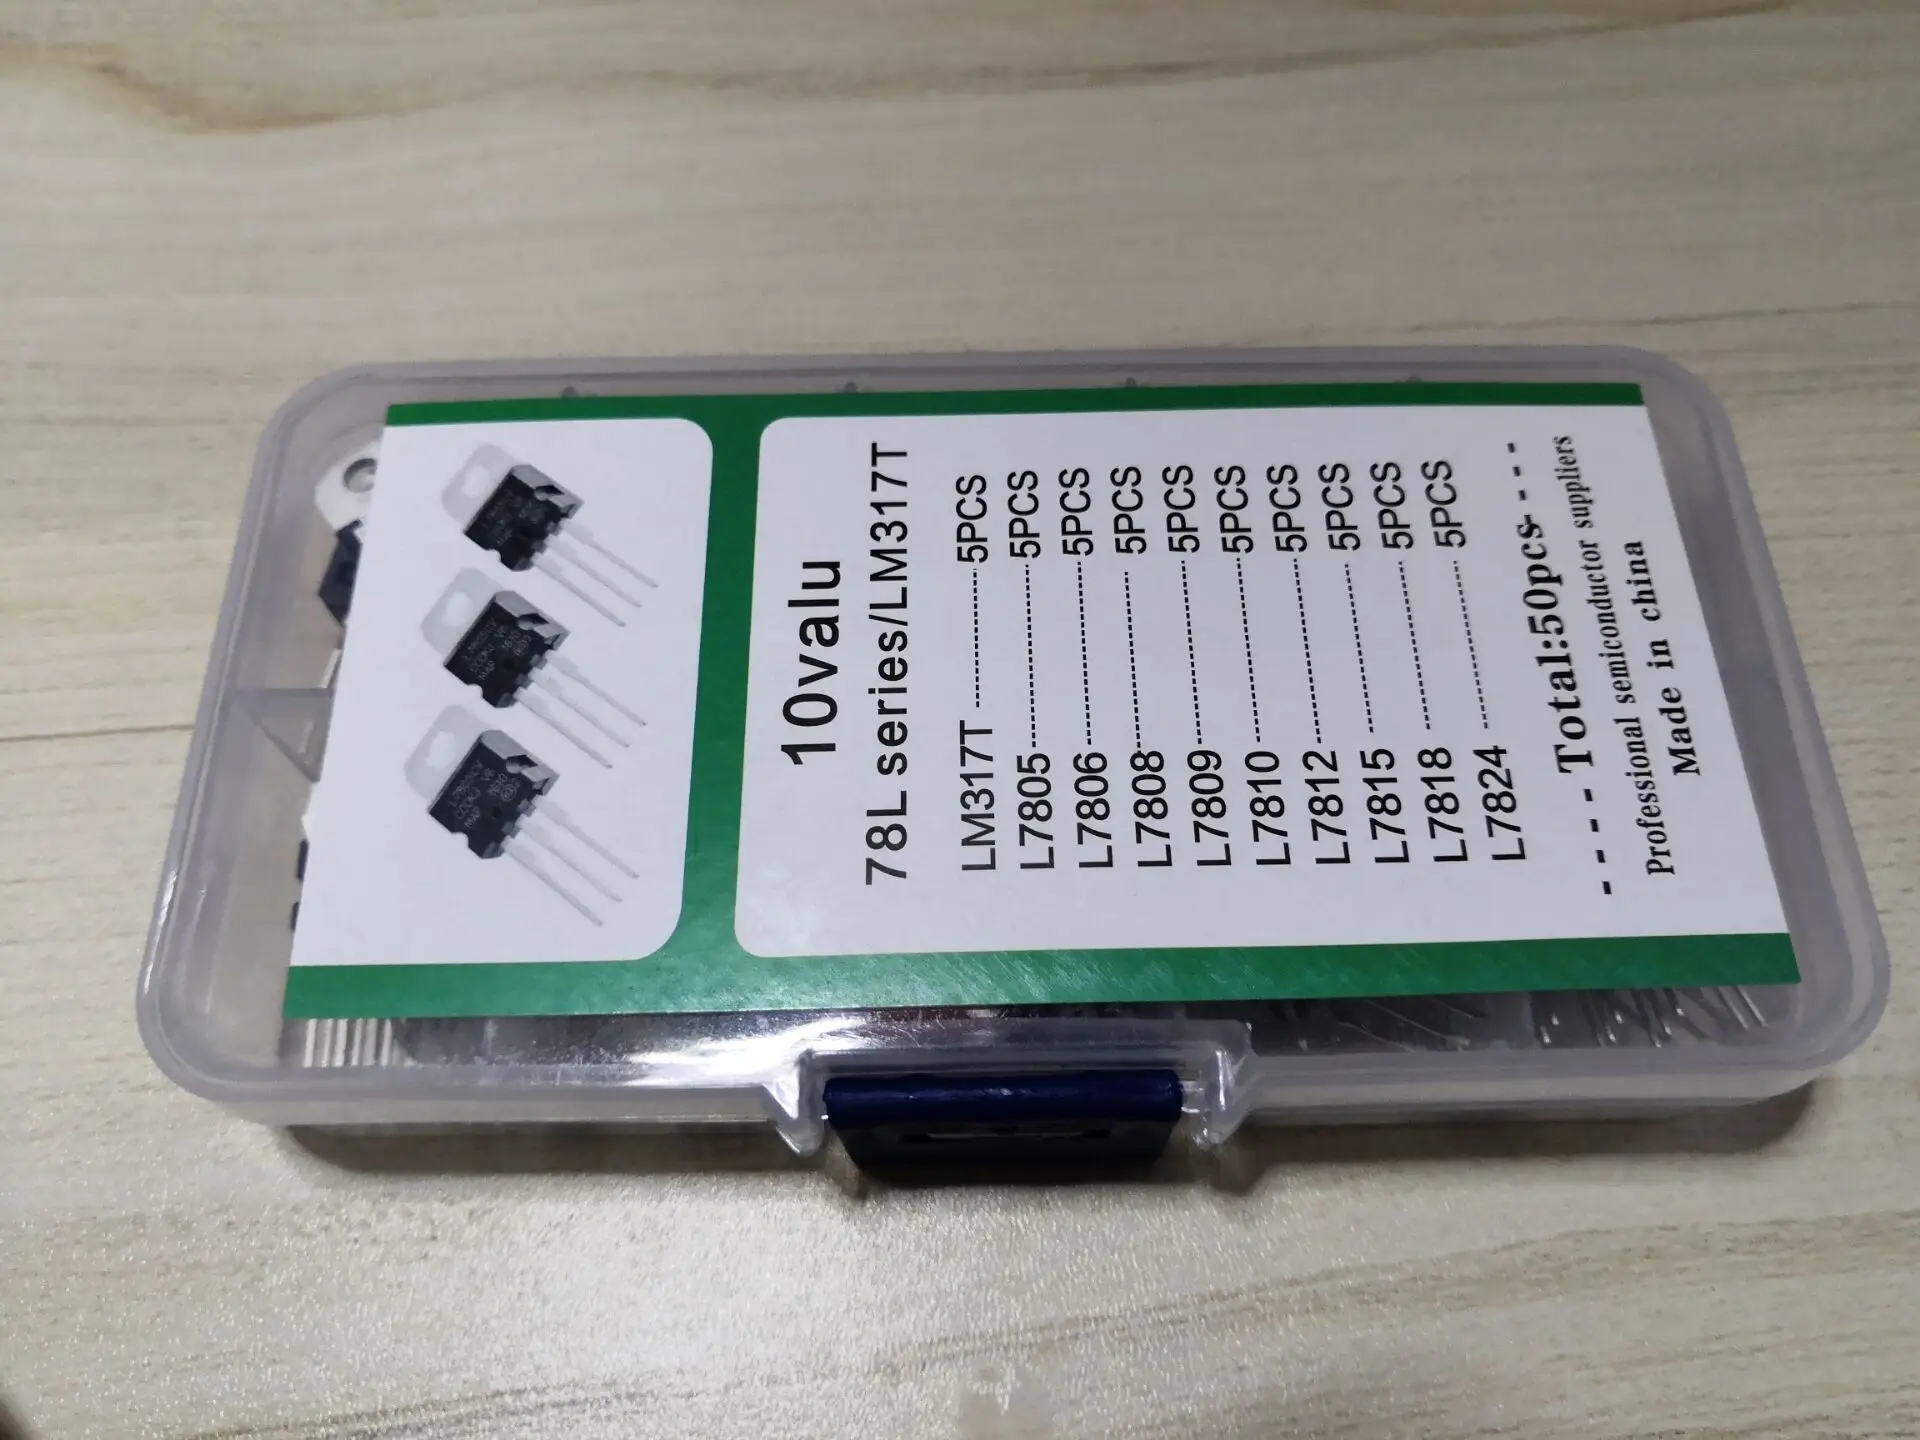 10valu
78L series/LM317T
LM317T----------------5PCS
L7805----------------5PCS
L7806----------------5PCS
L7808----------------5PCS
L7809----------------5PCS
L7810----------------5PCS
L7812----------------5PCS
L7815----------------5PCS
L7818----------------5PCS
L7824----------------5PCS
- - - - Total:50pcs- - - -
Professional semiconductor suppliers
Made in china